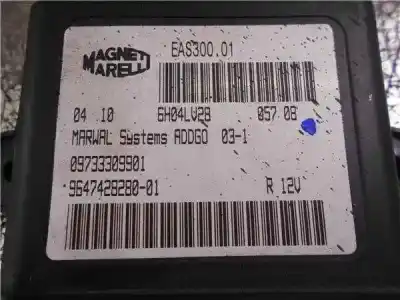 MAGNETI MARELLI
EAS300.01
04 10 6H04LV28 057 08
MARWAL Systems ADDGO 03-1
09733309901
9647428280-01 R 12V